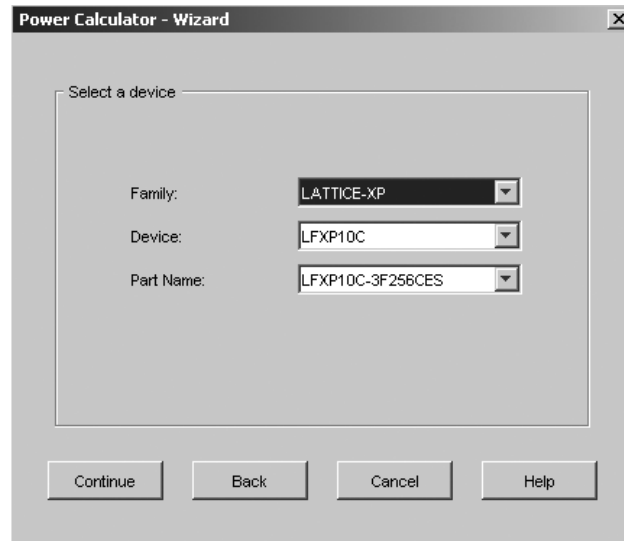 Power Calculator - Wizard
Select a device
Family: LATTICE-XP
Device: LFXP10C
Part Name: LFXP10C-3F256CES
Continue Back Cancel Help